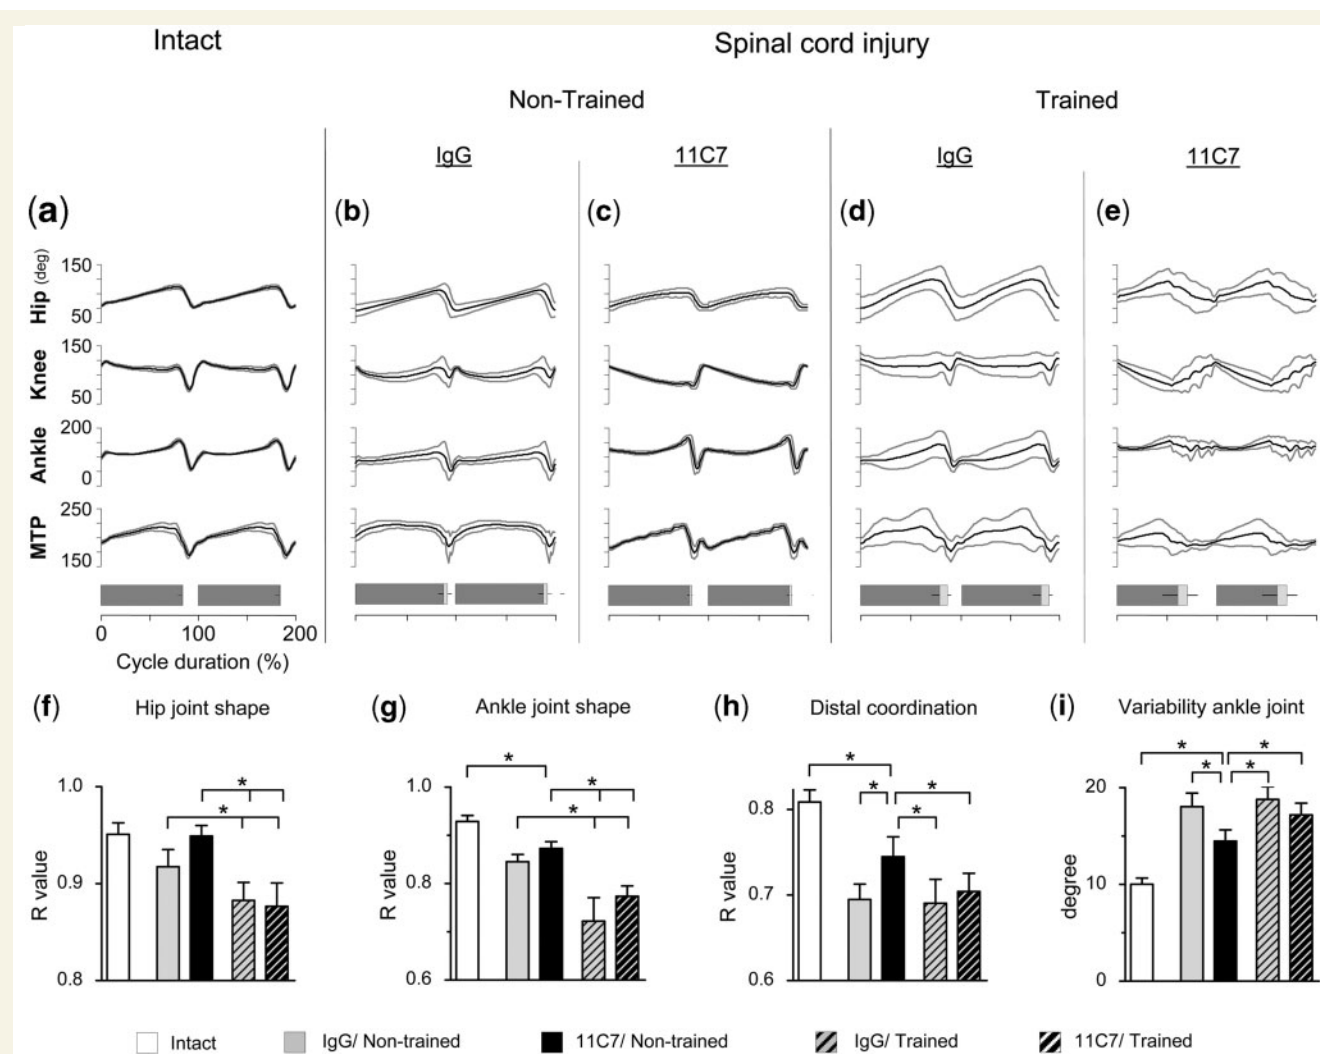 Intact
Spinal cord injury
Non-Trained
Trained
IgG
11C7
IgG
11C7
(a)
(b)
(c)
(d)
(e)
Hip (deg)
150
50
Knee
150
50
Ankle
200
0
MTP
250
150
0 100 200
Cycle duration (%)
(f) Hip joint shape
R value
1.0
0.9
0.8
* *
(g) Ankle joint shape
R value
1.0
0.8
0.6
* * *
(h) Distal coordination
R value
0.8
0.7
0.6
* * * *
(i) Variability ankle joint
degree
20
10
0
* * * *
Intact
IgG/ Non-trained
11C7/ Non-trained
IgG/ Trained
11C7/ Trained